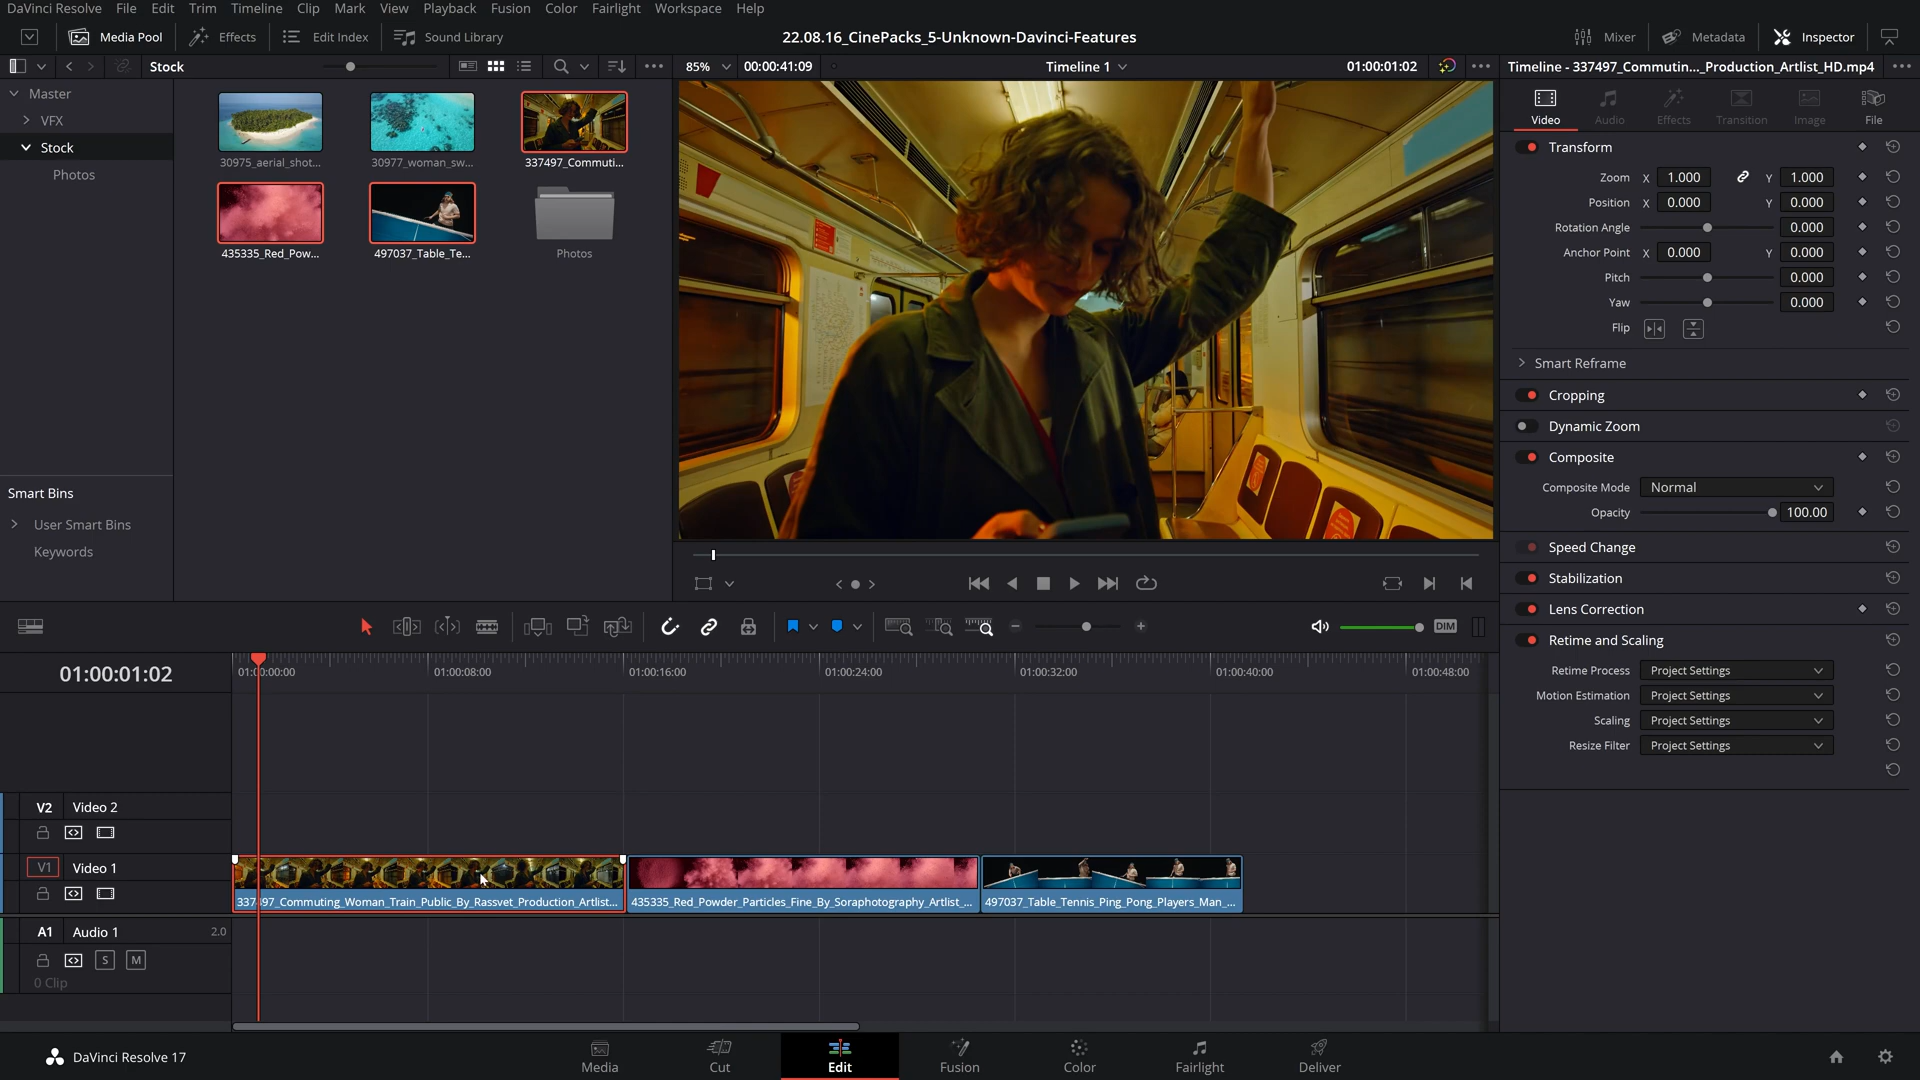 DaVinci Resolve File Edit Trim Timeline Clip Mark View Playback Fusion Color Fairlight Workspace Help
Media Pool Effects Edit Index Sound Library
22.08.16_CinePacks_5-Unknown-Davinci-Features
Mixer Metadata Inspector
Stock
85% 00:00:41:09 Timeline 1 01:00:01:02
Timeline - 337497_Commutin..._Production_Artlist_HD.mp4
Master
VFX
Stock
Photos
30975_aerial_shot...
30977_woman_sw...
337497_Commuti...
435335_Red_Pow...
497037_Table_Te...
Photos
Smart Bins
User Smart Bins
Keywords
Video Audio Effects Transition Image File
Transform
Zoom X 1.000 Y 1.000
Position X 0.000 Y 0.000
Rotation Angle 0.000
Anchor Point X 0.000 Y 0.000
Pitch 0.000
Yaw 0.000
Flip
Smart Reframe
Cropping
Dynamic Zoom
Composite
Composite Mode Normal
Opacity 100.00
Speed Change
Stabilization
Lens Correction
Retime and Scaling
Retime Process Project Settings
Motion Estimation Project Settings
Scaling Project Settings
Resize Filter Project Settings
DIM
01:00:01:02
01:00:00:00 01:00:08:00 01:00:16:00 01:00:24:00 01:00:32:00 01:00:40:00 01:00:48:00
V2 Video 2
V1 Video 1
337497_Commuting_Woman_Train_Public_By_Rassvet_Production_Artlist...
435335_Red_Powder_Particles_Fine_By_Soraphotography_Artlist_...
497037_Table_Tennis_Ping_Pong_Players_Man_...
A1 Audio 1 2.0
S M
0 Clip
DaVinci Resolve 17
Media Cut Edit Fusion Color Fairlight Deliver